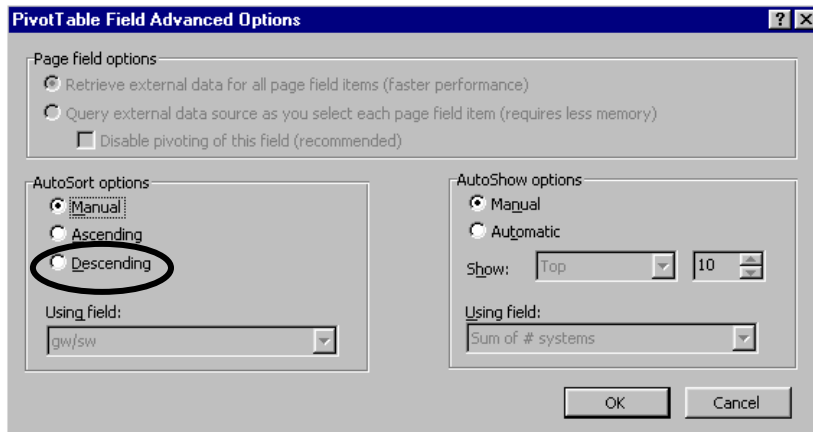 PivotTable Field Advanced Options
Page field options
Retrieve external data for all page field items (faster performance)
Query external data source as you select each page field item (requires less memory)
Disable pivoting of this field (recommended)
AutoSort options
Manual
Ascending
Descending
Using field:
gw/sw
AutoShow options
Manual
Automatic
Show: Top 10
Using field:
Sum of # systems
OK Cancel